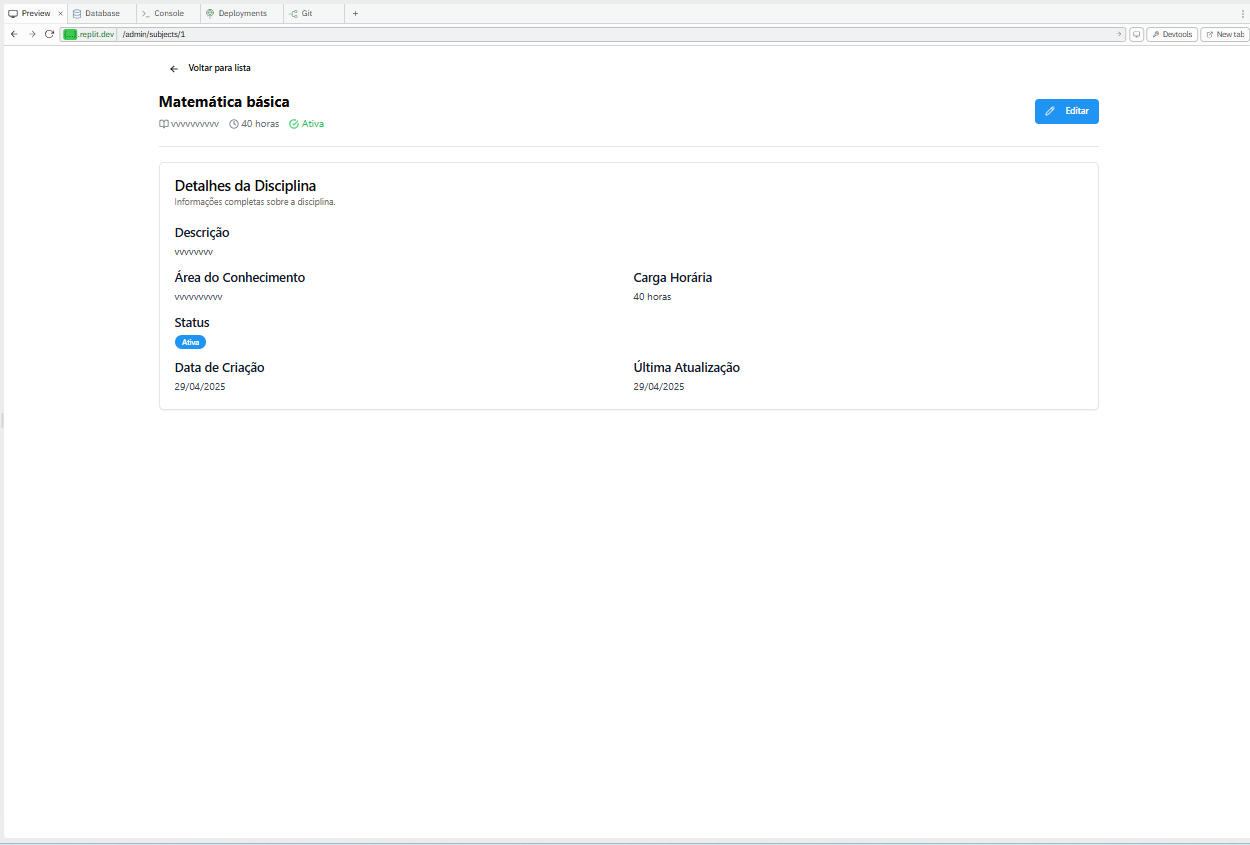 Preview × Database Console Deployments Git +
.replit.dev /admin/subjects/1 Devtools New tab
Voltar para lista
Matemática básica
Editar
vvvvvvvvvv 40 horas Ativa
Detalhes da Disciplina
Informações completas sobre a disciplina.
Descrição
vvvvvvvv
Área do Conhecimento Carga Horária
vvvvvvvvvv 40 horas
Status
Ativa
Data de Criação Última Atualização
29/04/2025 29/04/2025